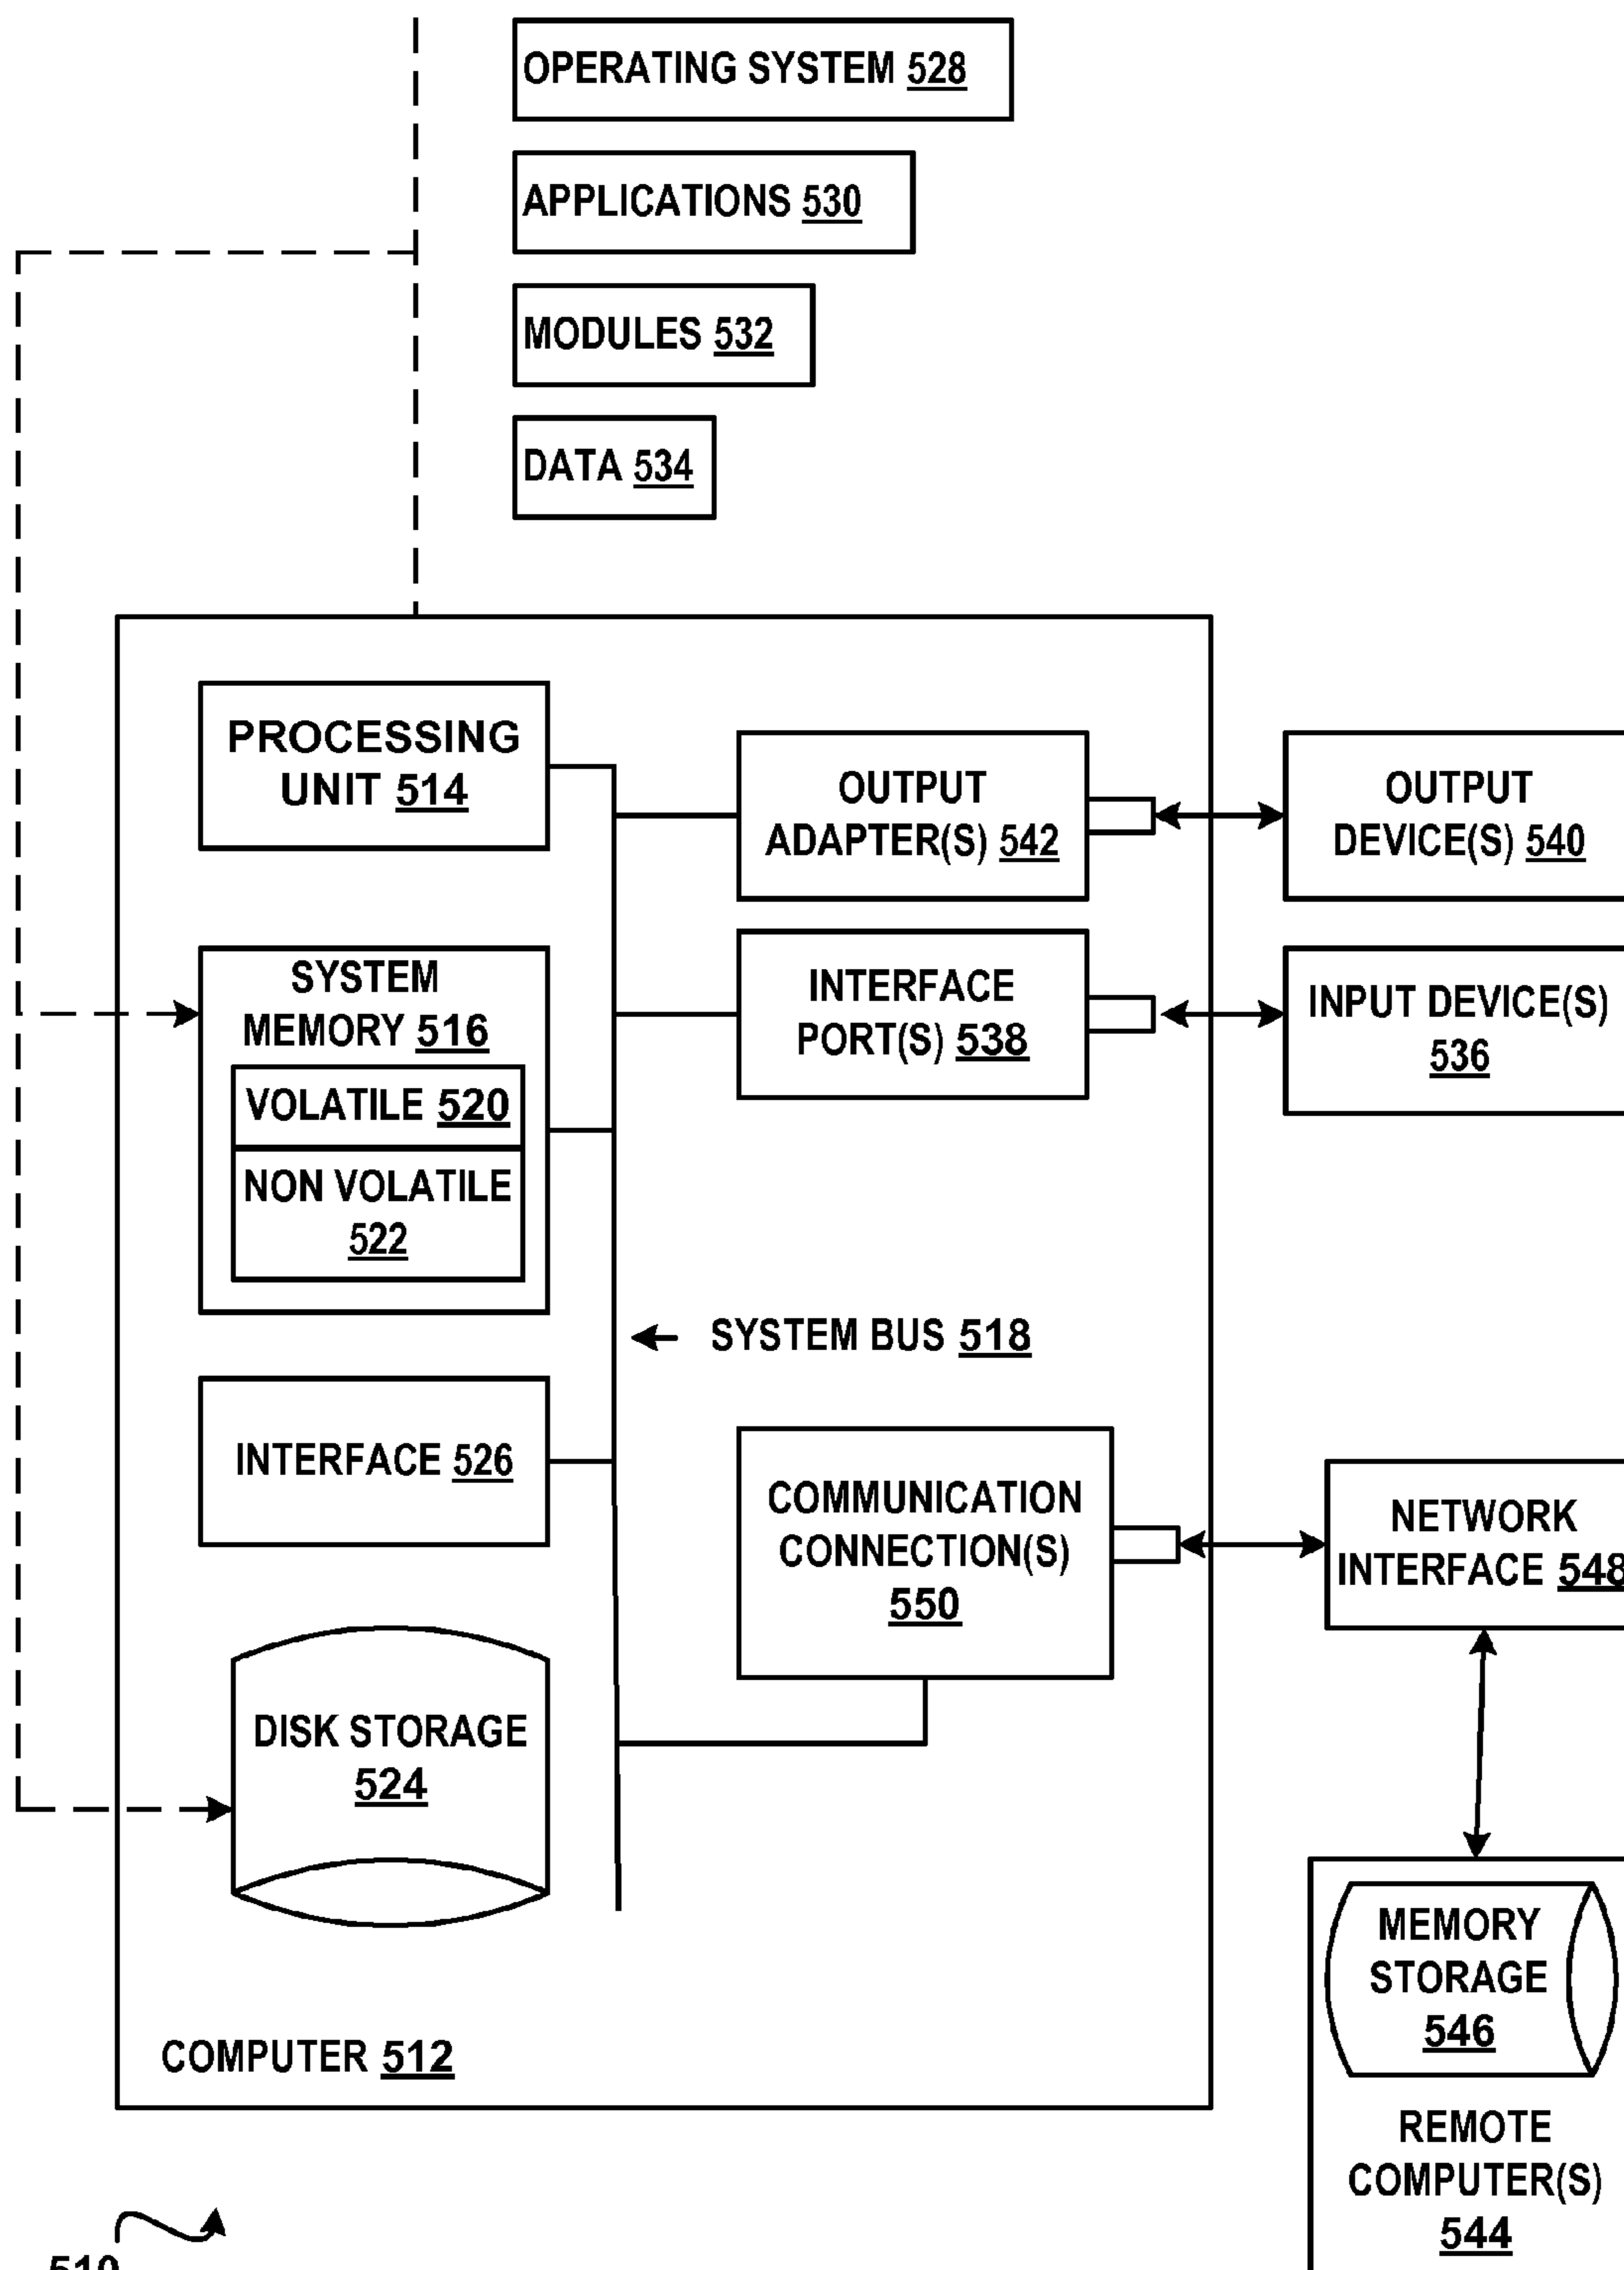 OPERATING SYSTEM 528
APPLICATIONS 530
MODULES 532
DATA 534
PROCESSING
UNIT 514
OUTPUT
ADAPTER(S) 542
OUTPUT
DEVICE(S) 540
SYSTEM
MEMORY 516
VOLATILE 520
NON VOLATILE
522
INTERFACE
PORT(S) 538
INPUT DEVICE(S)
536
SYSTEM BUS 518
INTERFACE 526
COMMUNICATION
CONNECTION(S)
550
NETWORK
INTERFACE 548
DISK STORAGE
524
MEMORY
STORAGE
546
REMOTE
COMPUTER(S)
544
COMPUTER 512
510